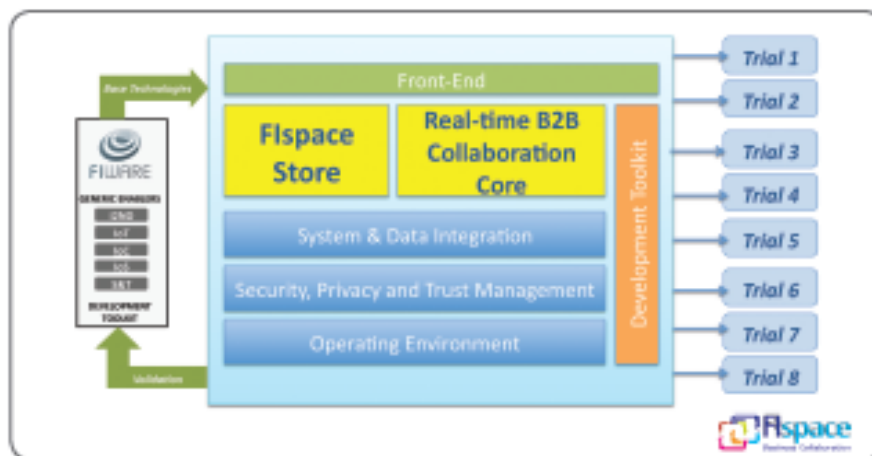 Front-End
Base Technologies
FIspace
Store
Real-time B2B
Collaboration
Core
Development Toolkit
System & Data Integration
Security, Privacy and Trust Management
Operating Environment
FIWARE
GENERIC ENABLERS
IoT
DEVELOPMENT
TOOLKIT
Validation
Trial 1
Trial 2
Trial 3
Trial 4
Trial 5
Trial 6
Trial 7
Trial 8
FIspace
Business Collaboration